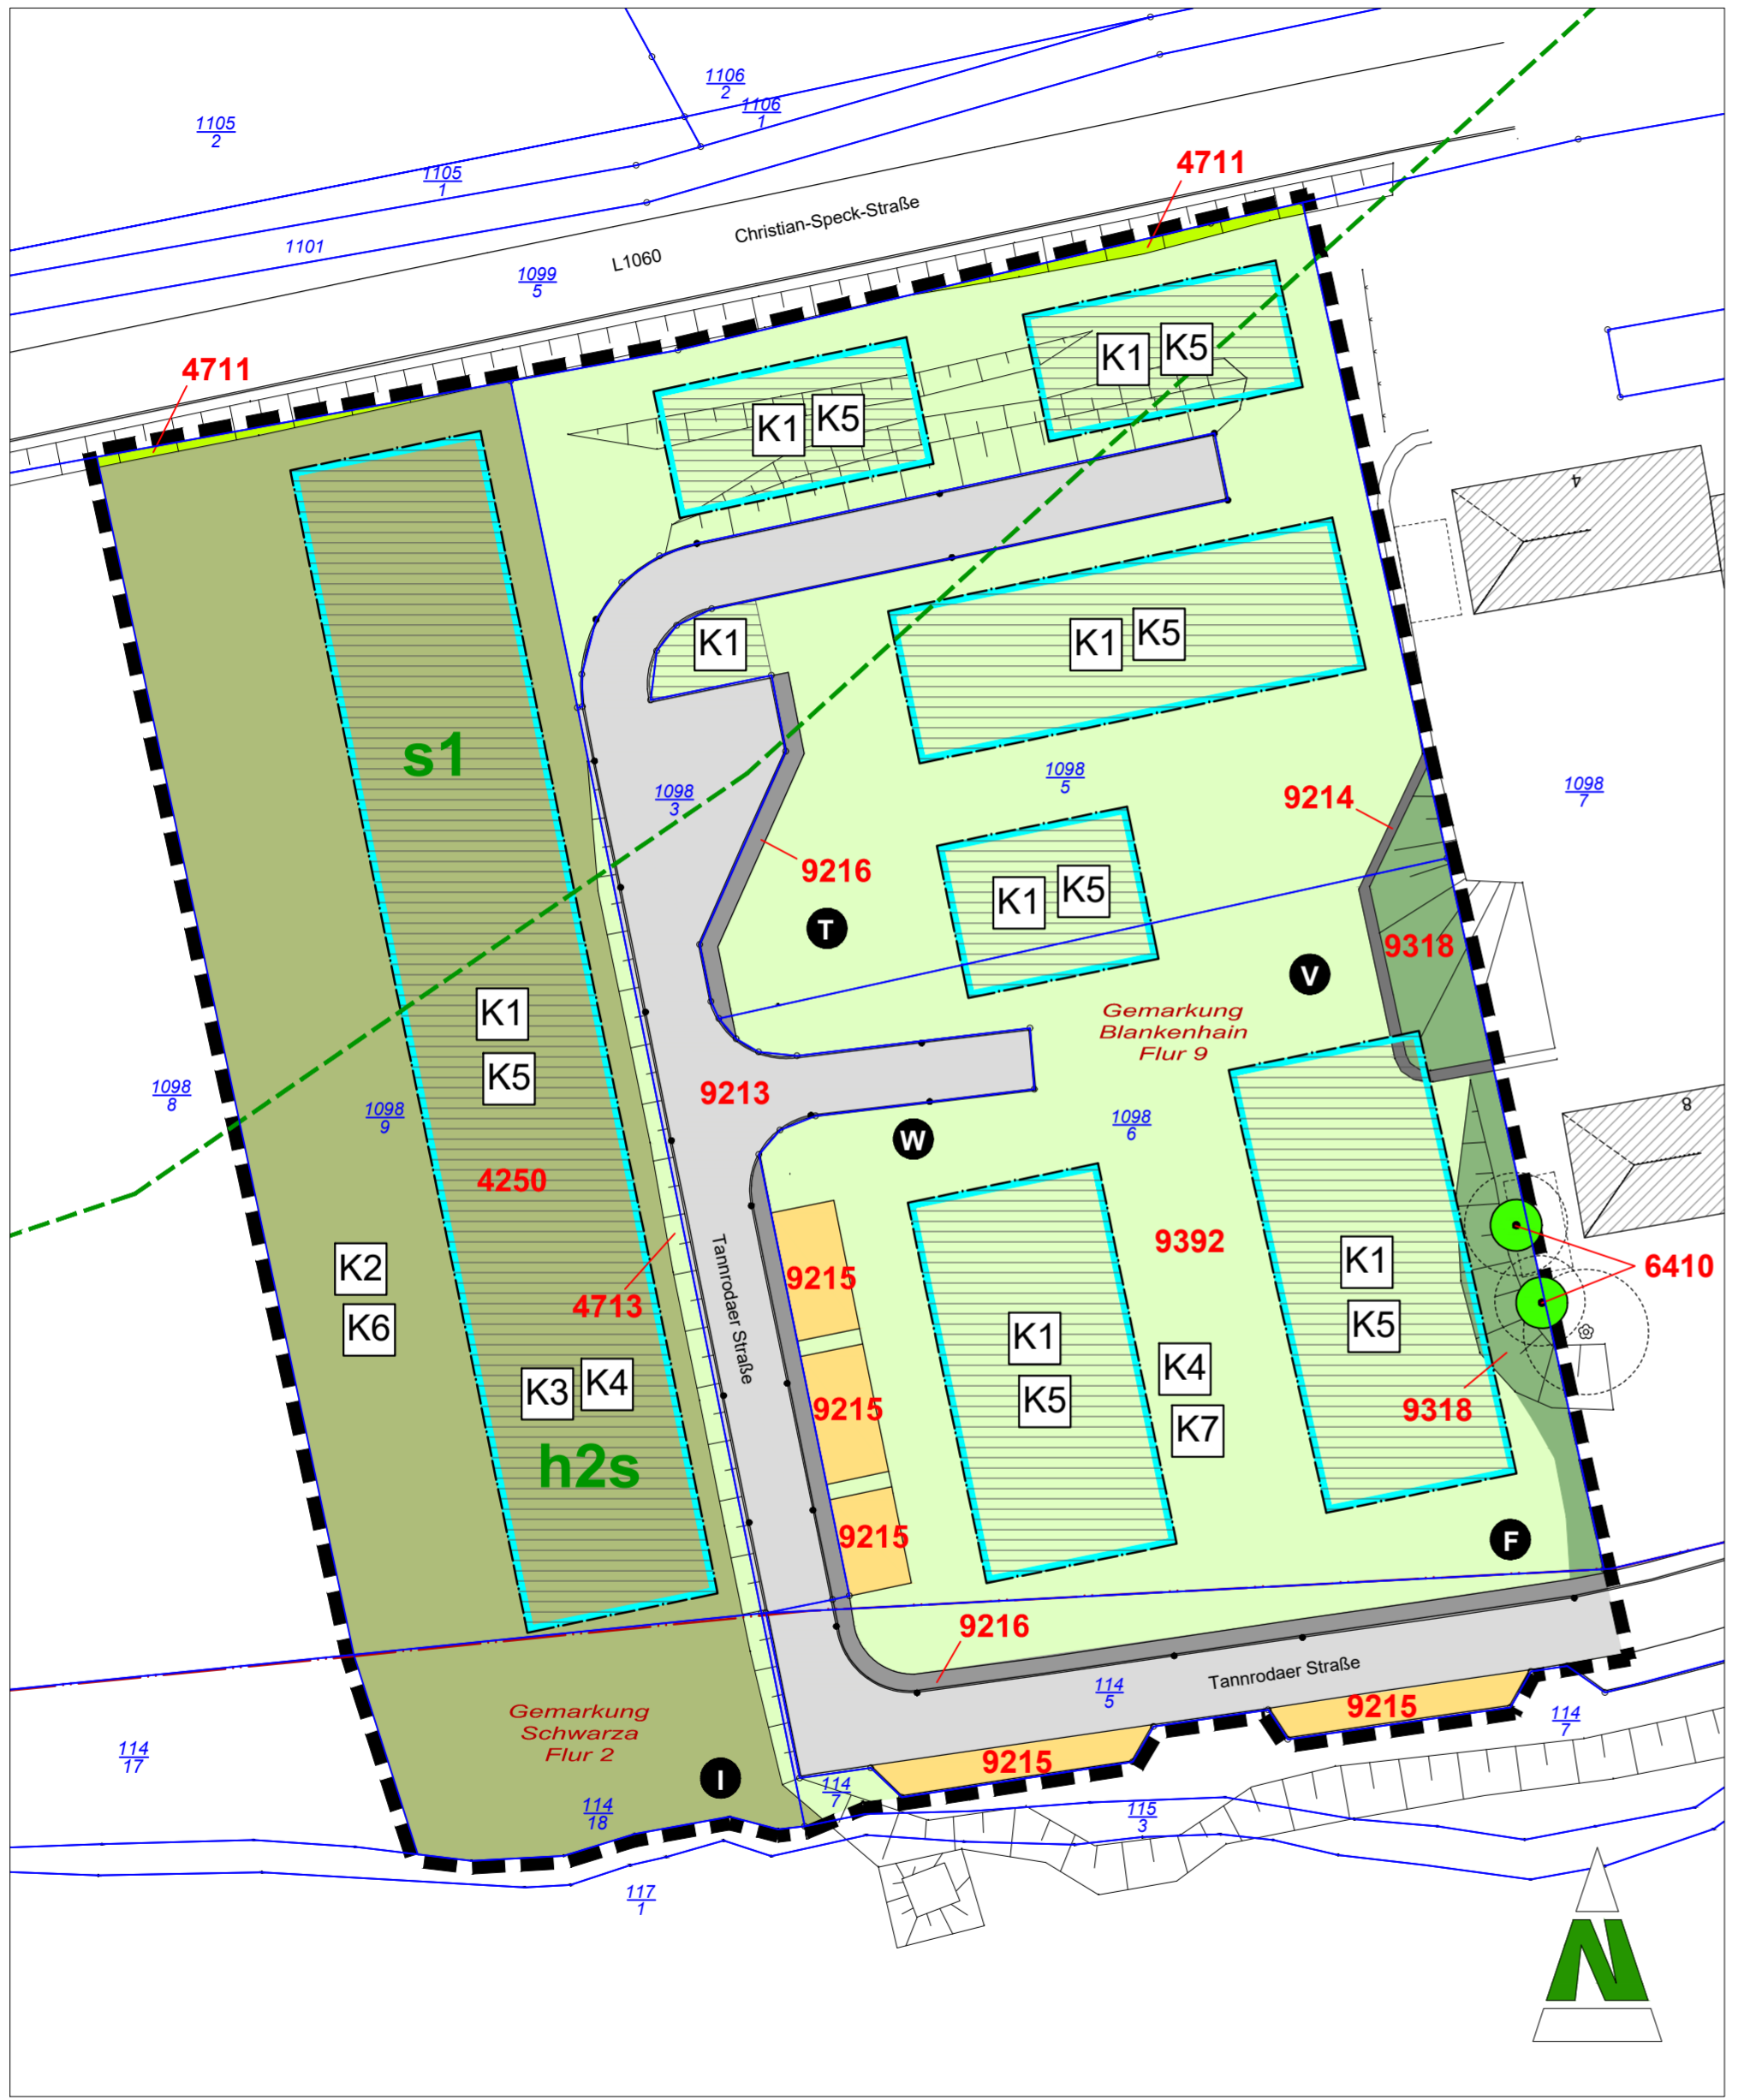 1106
2
1106
1
1105
2
1105
1
1101
1099
5
L1060
Christian-Speck-Straße
4711
4711
K1
K5
K1
K5
4
K1
K1
K5
s1
1098
3
1098
5
1098
7
9214
9216
K1
K5
T
9318
V
K1
K5
Gemarkung
Blankenhain
Flur 9
1098
8
1098
9
9213
8
1098
6
W
4250
9392
K2
K6
Tannrodaer Straße
9215
K1
K5
6410
4713
K1
K5
K4
K7
K3
K4
9215
9318
h2s
9215
F
9216
Tannrodaer Straße
114
5
9215
114
7
Gemarkung
Schwarza
Flur 2
114
17
9215
I
114
7
114
18
115
3
117
1
N